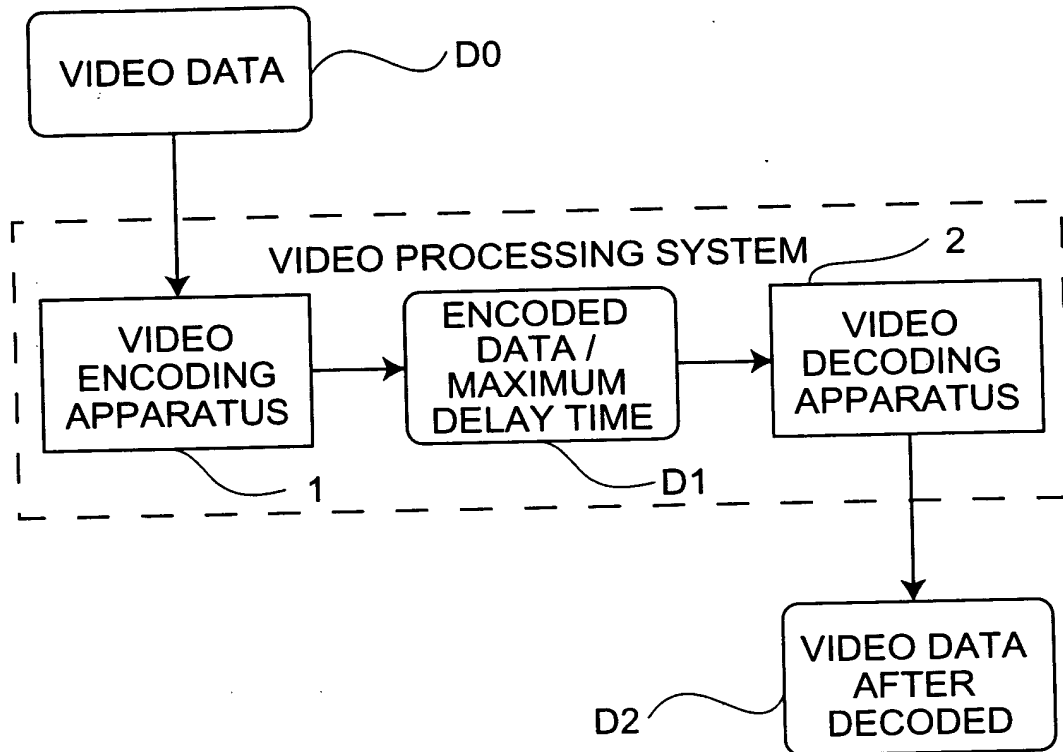 VIDEO DATA
D0
VIDEO PROCESSING SYSTEM
2
VIDEO
ENCODING
APPARATUS
1
ENCODED
DATA /
MAXIMUM
DELAY TIME
D1
VIDEO
DECODING
APPARATUS
VIDEO DATA
AFTER
DECODED
D2